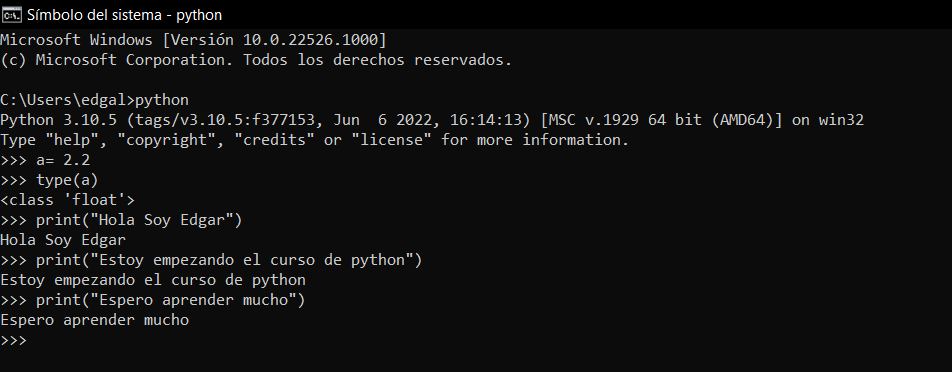 Símbolo del sistema - python
Microsoft Windows [Versión 10.0.22526.1000]
(c) Microsoft Corporation. Todos los derechos reservados.
C:\Users\edgal>python
Python 3.10.5 (tags/v3.10.5:f377153, Jun  6 2022, 16:14:13) [MSC v.1929 64 bit (AMD64)] on win32
Type "help", "copyright", "credits" or "license" for more information.
>>> a= 2.2
>>> type(a)
<class 'float'>
>>> print("Hola Soy Edgar")
Hola Soy Edgar
>>> print("Estoy empezando el curso de python")
Estoy empezando el curso de python
>>> print("Espero aprender mucho")
Espero aprender mucho
>>>